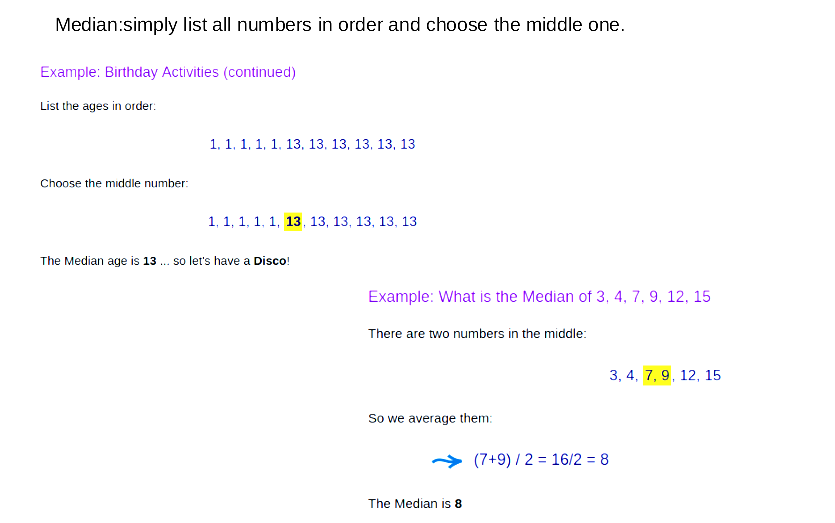 Median:simply list all numbers in order and choose the middle one.
Example: Birthday Activities (continued)
List the ages in order:
1, 1, 1, 1, 1, 13, 13, 13, 13, 13, 13
Choose the middle number:
1, 1, 1, 1, 1, 13, 13, 13, 13, 13, 13
The Median age is 13 ... so let's have a Disco!
Example: What is the Median of 3, 4, 7, 9, 12, 15
There are two numbers in the middle:
3, 4, 7, 9, 12, 15
So we average them:
(7+9) / 2 = 16/2 = 8
The Median is 8